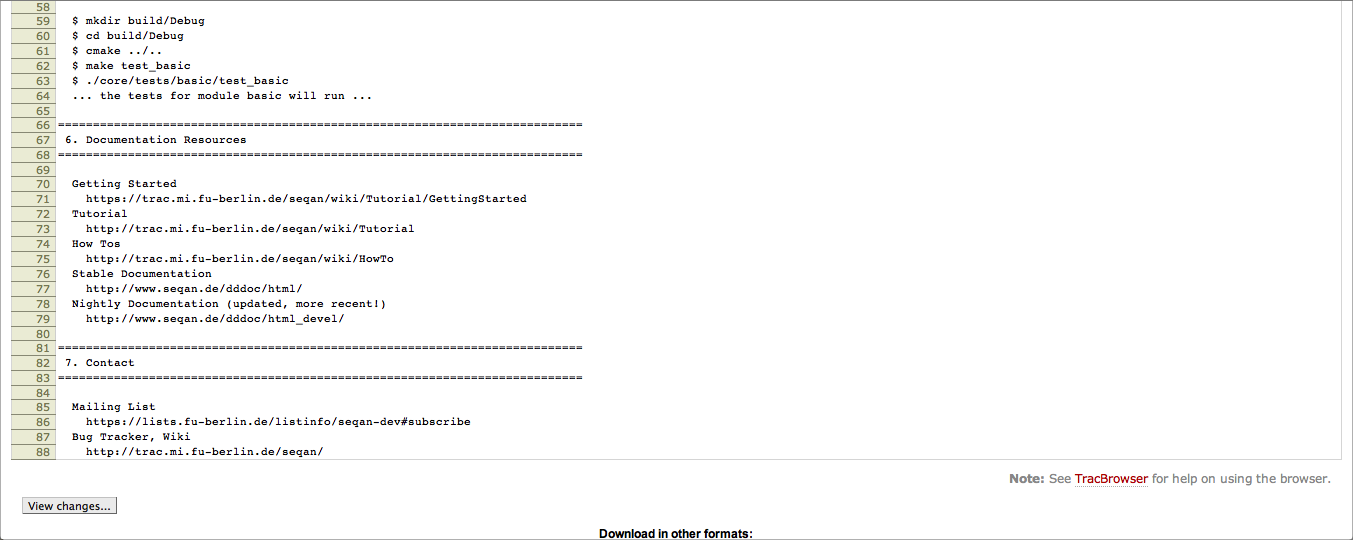 58
59 $ mkdir build/Debug
60 $ cd build/Debug
61 $ cmake ../..
62 $ make test_basic
63 $ ./core/tests/basic/test_basic
64 ... the tests for module basic will run ...
65
66 ===========================================================================
67 6. Documentation Resources
68 ===========================================================================
69
70 Getting Started
71 https://trac.mi.fu-berlin.de/seqan/wiki/Tutorial/GettingStarted
72 Tutorial
73 http://trac.mi.fu-berlin.de/seqan/wiki/Tutorial
74 How Tos
75 http://trac.mi.fu-berlin.de/seqan/wiki/HowTo
76 Stable Documentation
77 http://www.seqan.de/dddoc/html/
78 Nightly Documentation (updated, more recent!)
79 http://www.seqan.de/dddoc/html_devel/
80
81 ===========================================================================
82 7. Contact
83 ===========================================================================
84
85 Mailing List
86 https://lists.fu-berlin.de/listinfo/seqan-dev#subscribe
87 Bug Tracker, Wiki
88 http://trac.mi.fu-berlin.de/seqan/
Note: See TracBrowser for help on using the browser.
View changes...
Download in other formats: